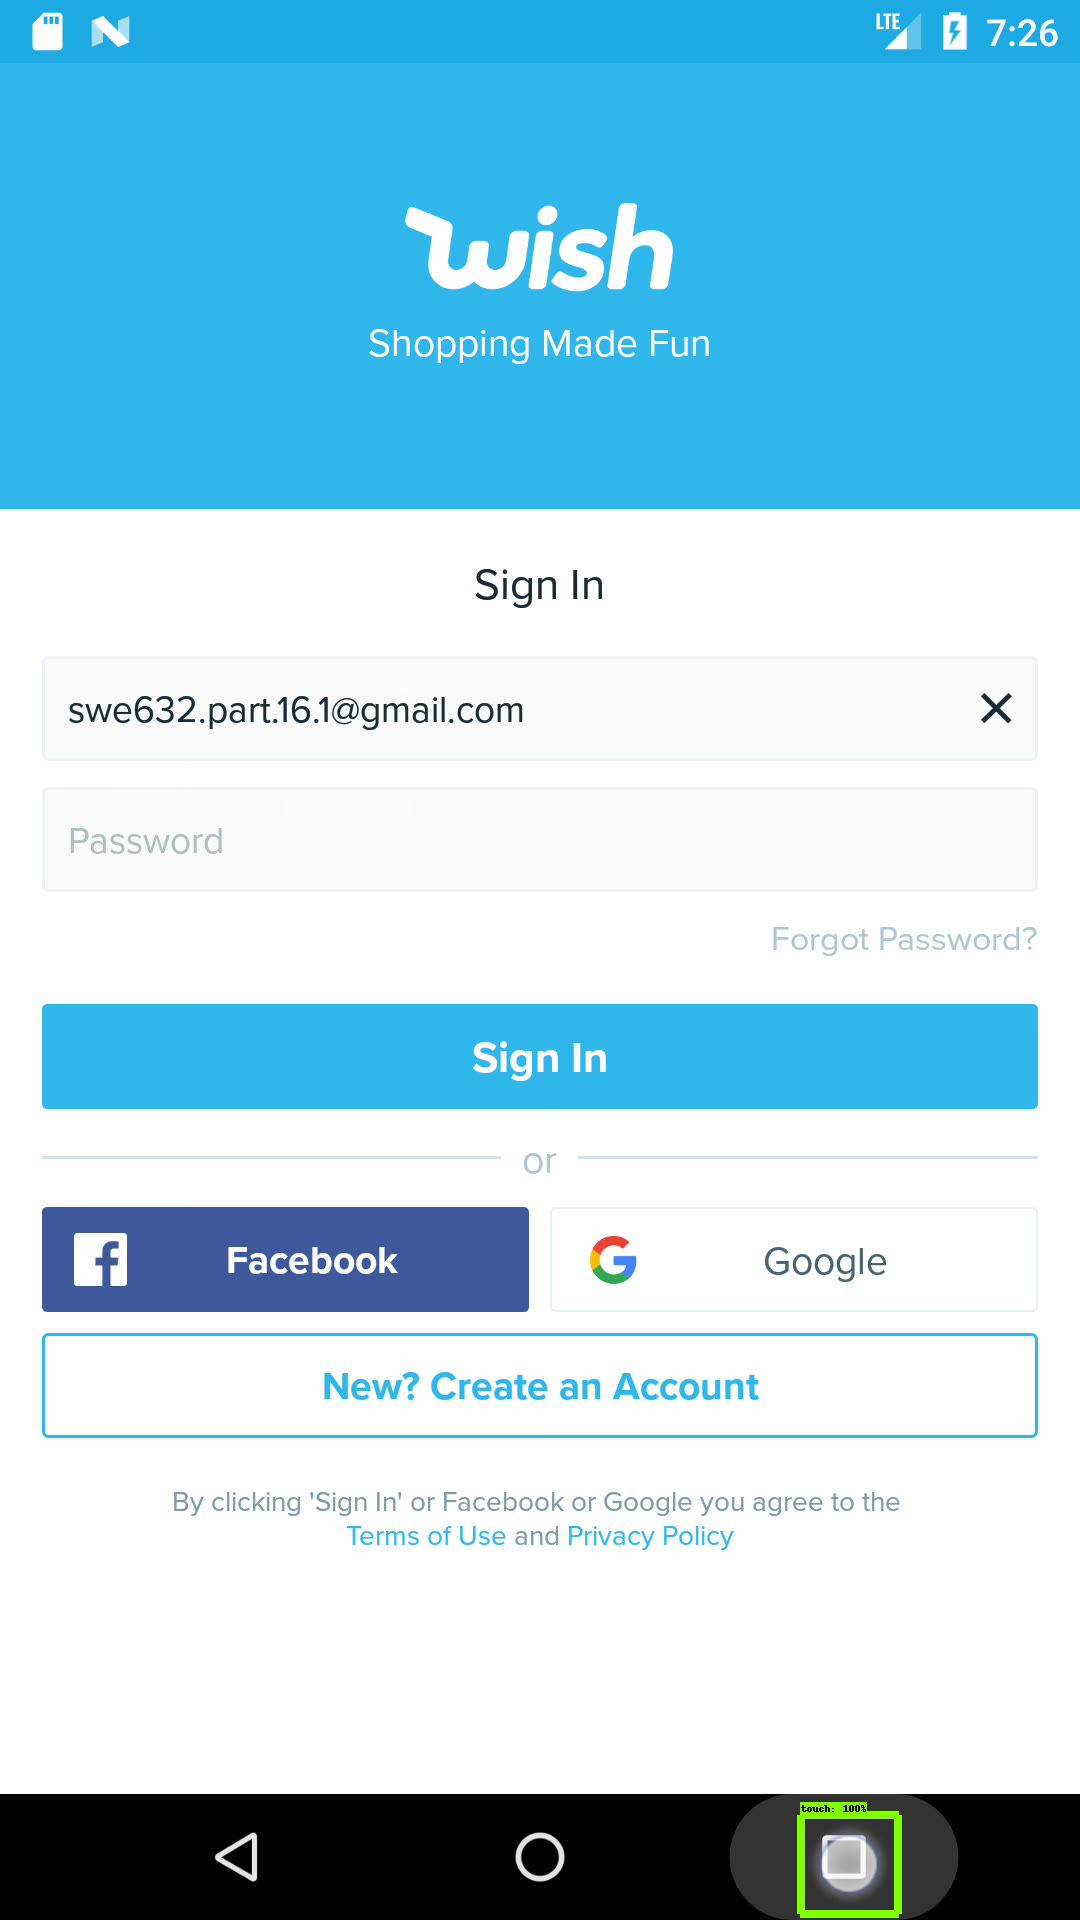 LTE 7:26
wish
Shopping Made Fun
Sign In
swe632.part.16.1@gmail.com
Password
Forgot Password?
Sign In
or
Facebook
Google
New? Create an Account
By clicking 'Sign In' or Facebook or Google you agree to the
Terms of Use and Privacy Policy
touch: 100%